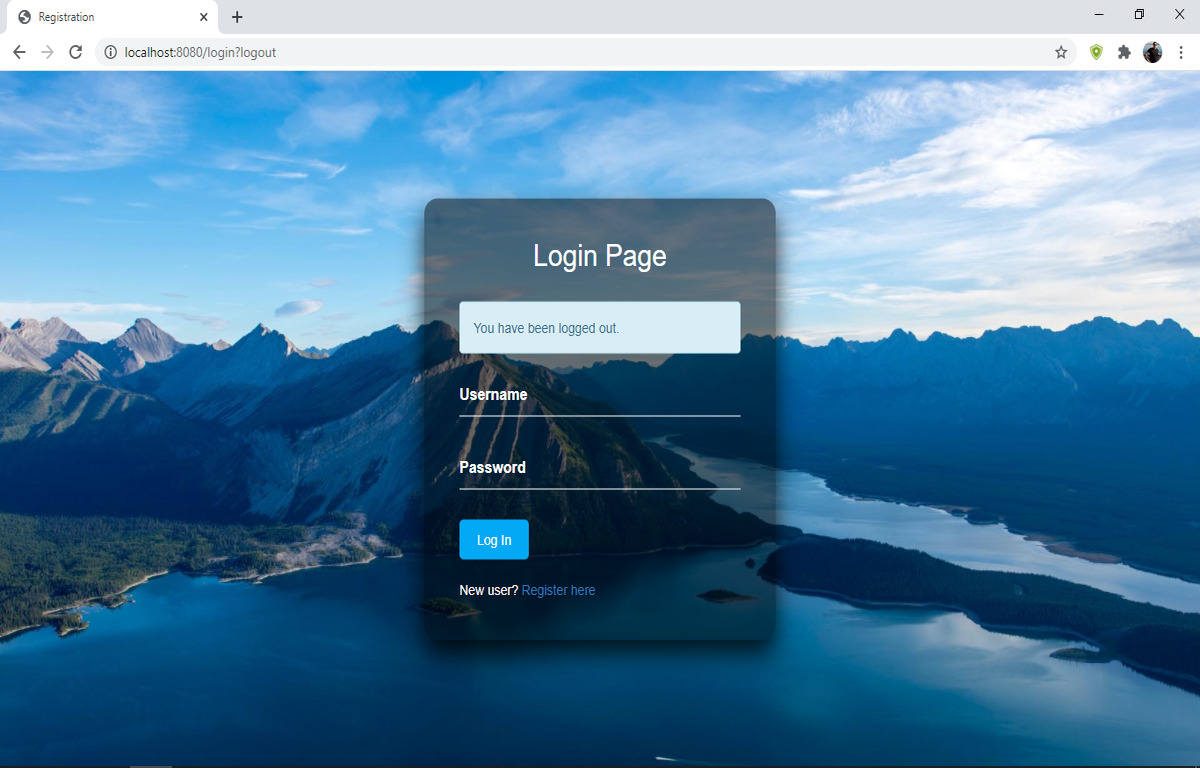 Registration
localhost:8080/login?logout
Login Page
You have been logged out.
Username
Password
Log In
New user? Register here